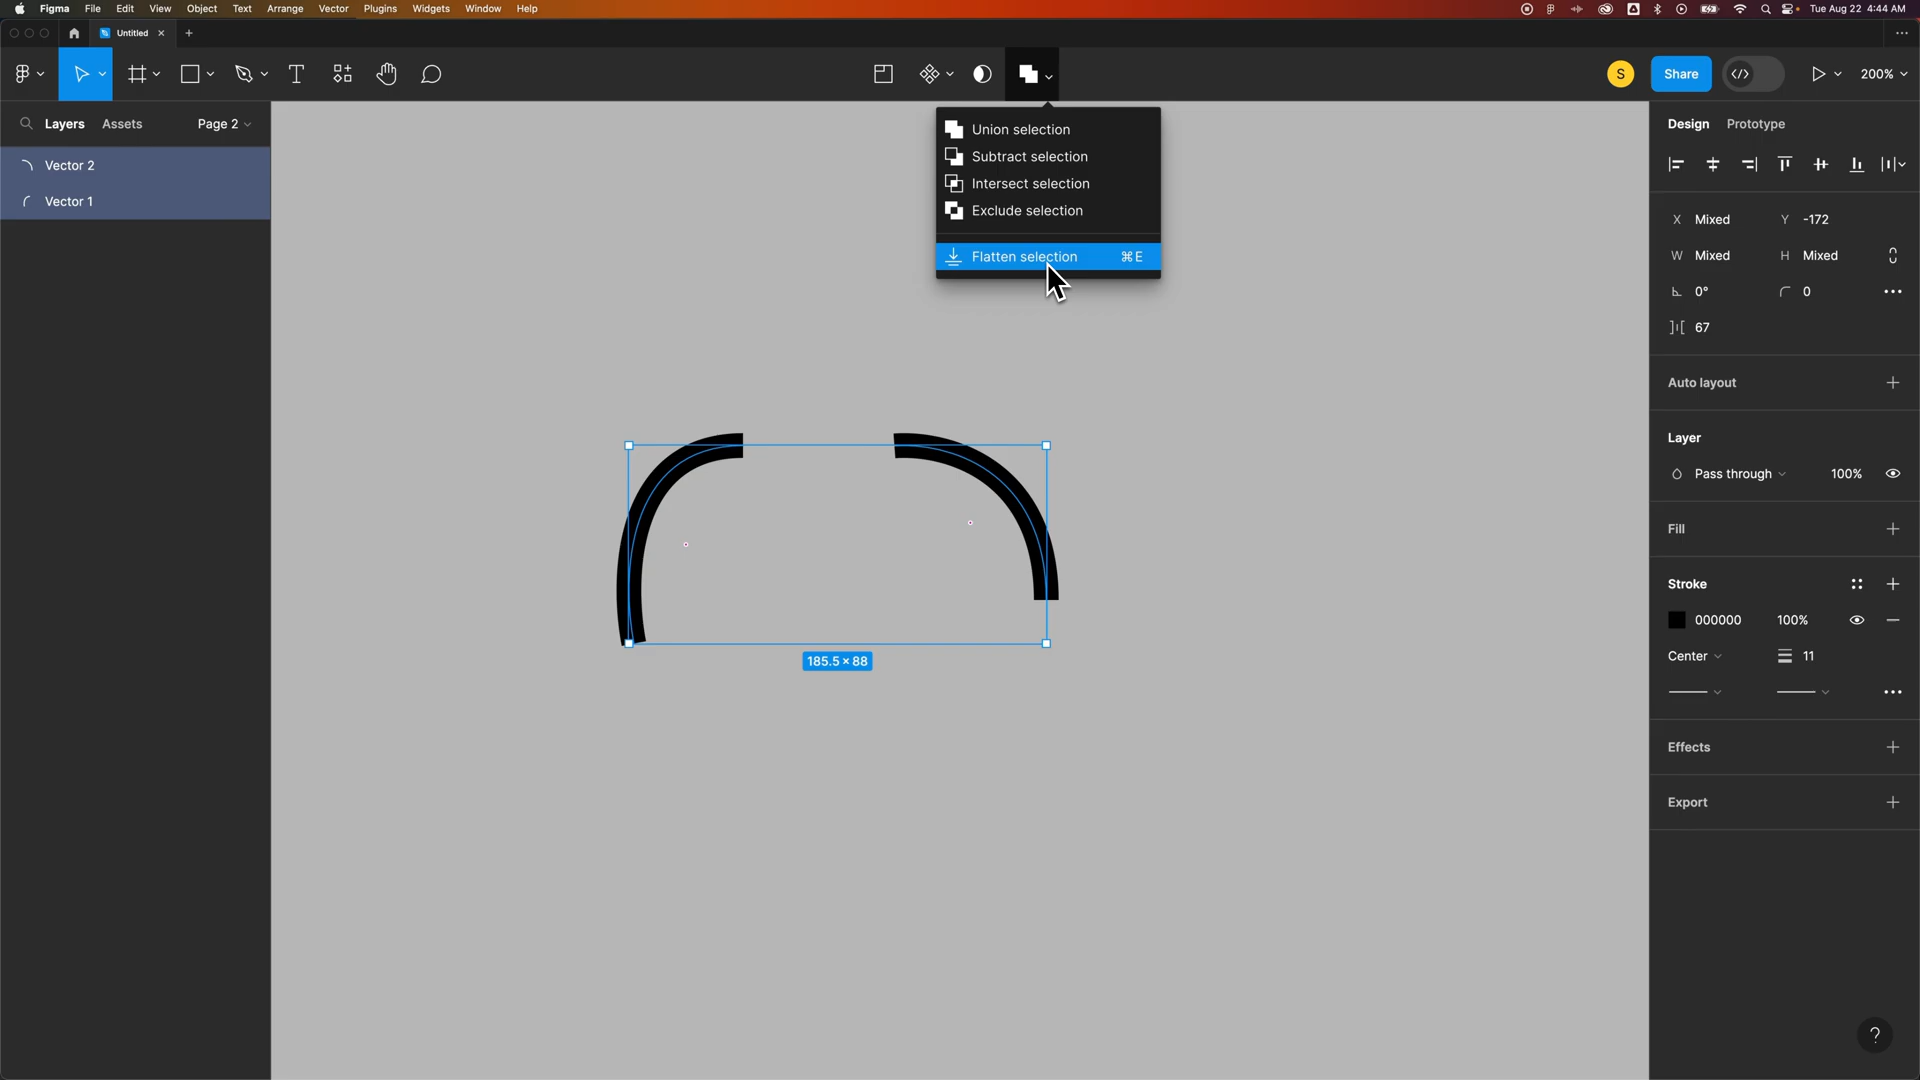 Figma File Edit View Object Text Arrange Vector Plugins Widgets Window Help Tue Aug 22 4:44 AM
Untitled
S Share 200%
Layers Assets Page 2
Vector 2
Vector 1
Union selection
Subtract selection
Intersect selection
Exclude selection
Flatten selection ⌘E
185.5 × 88
Design Prototype
X Mixed Y -172
W Mixed H Mixed
0° 0
67
Auto layout
Layer
Pass through 100%
Fill
Stroke
000000 100%
Center 11
Effects
Export
?